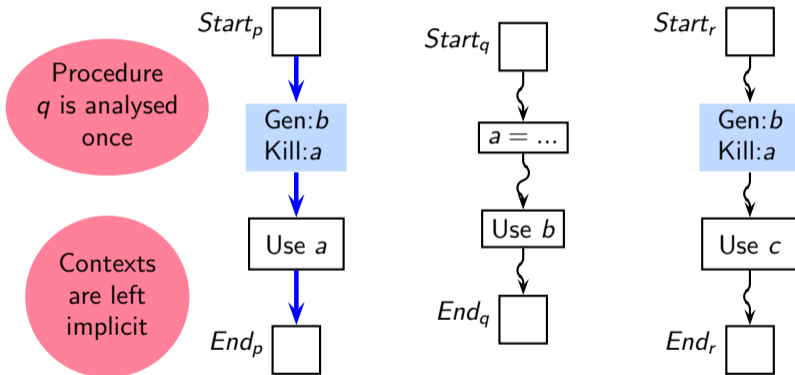 Procedure
q is analysed
once
Contexts
are left
implicit
Start_p
Gen:b
Kill:a
Use a
End_p
Start_q
a = ...
Use b
End_q
Start_r
Gen:b
Kill:a
Use c
End_r